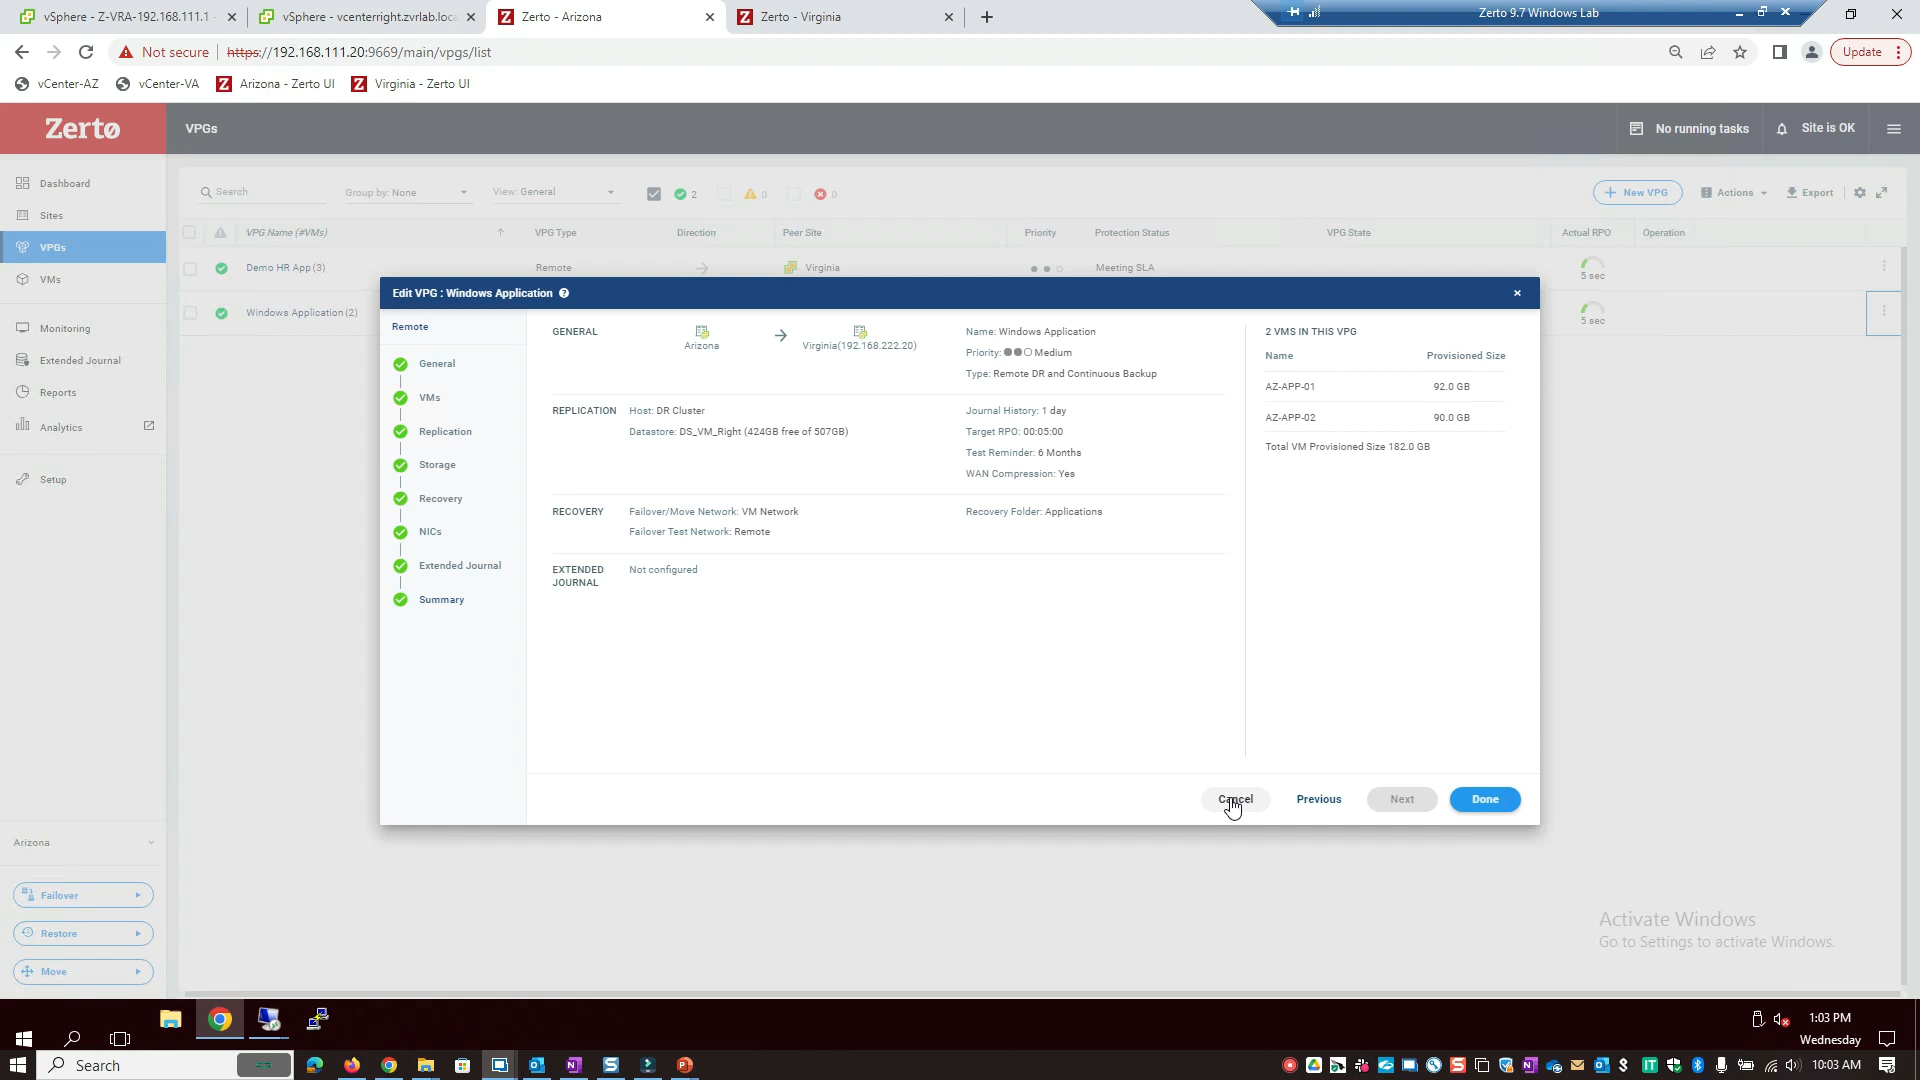 vSphere - Z-VRA-192.168.111.1
vSphere - vcenterright.zvrlab.loca
Zerto - Arizona
Zerto - Virginia
Zerto 9.7 Windows Lab
Not secure
https://192.168.111.20:9669/main/vpgs/list
Update
vCenter-AZ
vCenter-VA
Arizona - Zerto UI
Virginia - Zerto UI
Zertø
VPGs
No running tasks
Site is OK
Dashboard
Sites
VPGs
VMs
Monitoring
Extended Journal
Reports
Analytics
Setup
Search
Group by: None
View: General
2
0
0
New VPG
Actions
Export
VPG Name (#VMs)
VPG Type
Direction
Peer Site
Priority
Protection Status
VPG State
Actual RPO
Operation
Demo HR App (3)
Remote
Virginia
Meeting SLA
5 sec
Windows Application (2)
5 sec
Edit VPG : Windows Application
Remote
General
VMs
Replication
Storage
Recovery
NICs
Extended Journal
Summary
GENERAL
Arizona
Virginia(192.168.222.20)
Name: Windows Application
Priority: Medium
Type: Remote DR and Continuous Backup
REPLICATION
Host: DR Cluster
Datastore: DS_VM_Right (424GB free of 507GB)
Journal History: 1 day
Target RPO: 00:05:00
Test Reminder: 6 Months
WAN Compression: Yes
RECOVERY
Failover/Move Network: VM Network
Failover Test Network: Remote
Recovery Folder: Applications
EXTENDED
JOURNAL
Not configured
2 VMS IN THIS VPG
Name
Provisioned Size
AZ-APP-01
92.0 GB
AZ-APP-02
90.0 GB
Total VM Provisioned Size 182.0 GB
Cancel
Previous
Next
Done
Arizona
Failover
Restore
Move
Activate Windows
Go to Settings to activate Windows.
1:03 PM
Wednesday
Search
10:03 AM